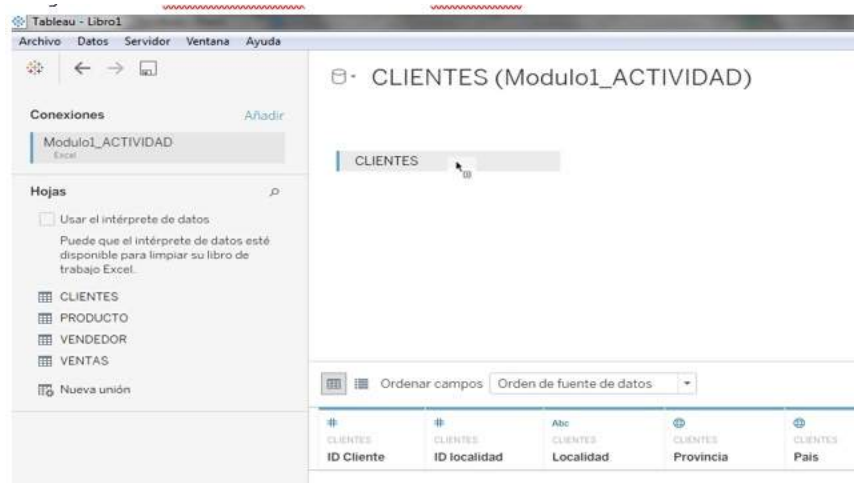 Tableau - Libro1
Archivo Datos Servidor Ventana Ayuda
CLIENTES (Modulo1_ACTIVIDAD)
Conexiones Añadir
Modulo1_ACTIVIDAD
Excel
CLIENTES
Hojas
Usar el intérprete de datos
Puede que el intérprete de datos esté
disponible para limpiar su libro de
trabajo Excel.
CLIENTES
PRODUCTO
VENDEDOR
VENTAS
Nueva unión
Ordenar campos Orden de fuente de datos
# # Abc
CLIENTES CLIENTES CLIENTES CLIENTES CLIENTES
ID Cliente ID localidad Localidad Provincia Pais